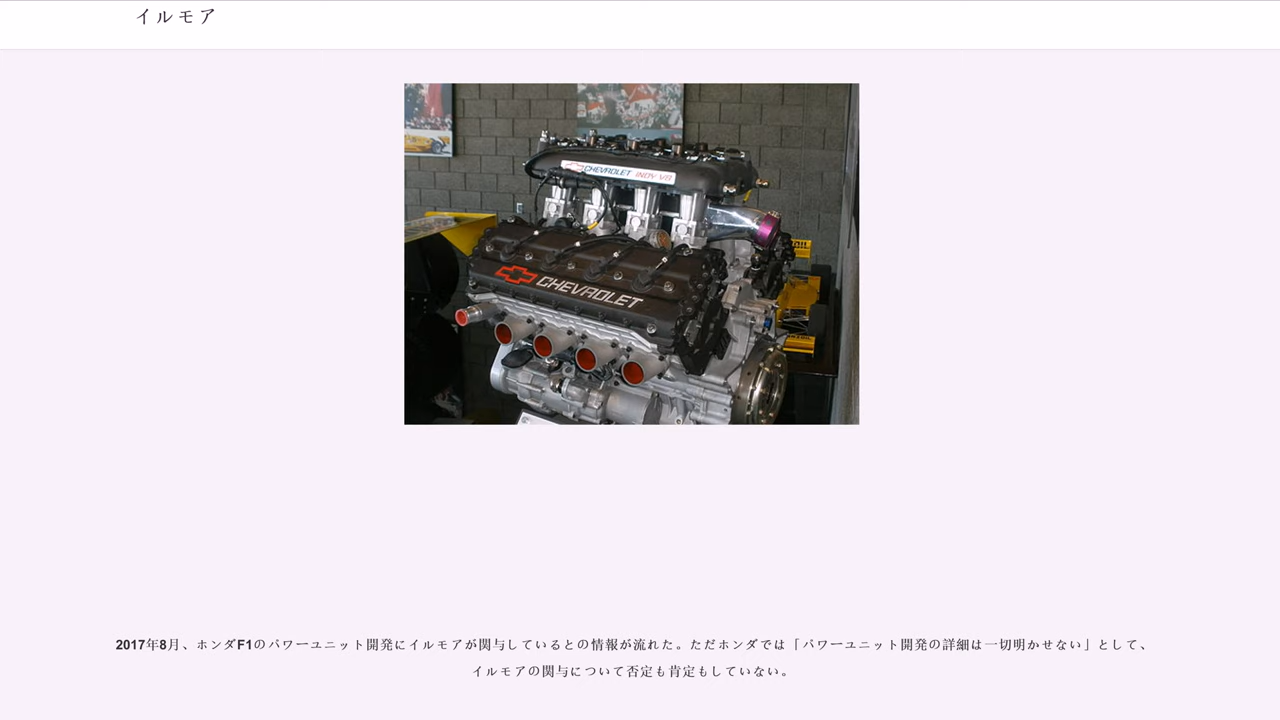 イルモア
CHEVROLET INDY V8
CHEVROLET
2017年8月、ホンダF1のパワーユニット開発にイルモアが関与しているとの情報が流れた。ただホンダでは「パワーユニット開発の詳細は一切明かせない」として、
イルモアの関与について否定も肯定もしていない。